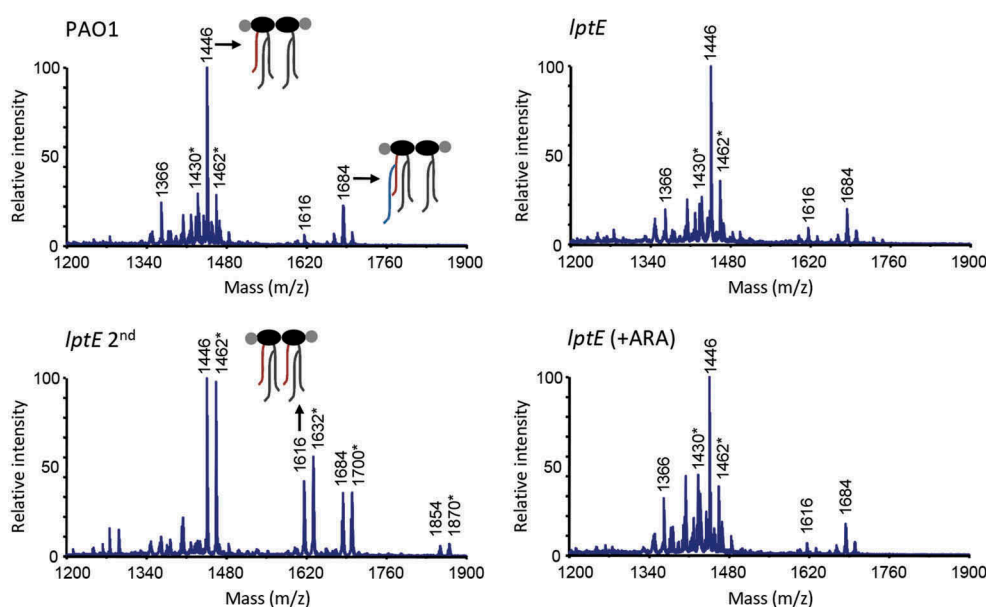 PAO1
1446
100
50
0
Relative intensity
1366
1430*
1462*
1616
1684
1200 1340 1480 1620 1760 1900
Mass (m/z)
lptE
1446
100
50
0
Relative intensity
1366
1430*
1462*
1616
1684
1200 1340 1480 1620 1760 1900
Mass (m/z)
lptE 2nd
1446
1462*
100
50
0
Relative intensity
1616
1632*
1684
1700*
1854
1870*
1200 1340 1480 1620 1760 1900
Mass (m/z)
lptE (+ARA)
1446
100
50
0
Relative intensity
1366
1430*
1462*
1616
1684
1200 1340 1480 1620 1760 1900
Mass (m/z)